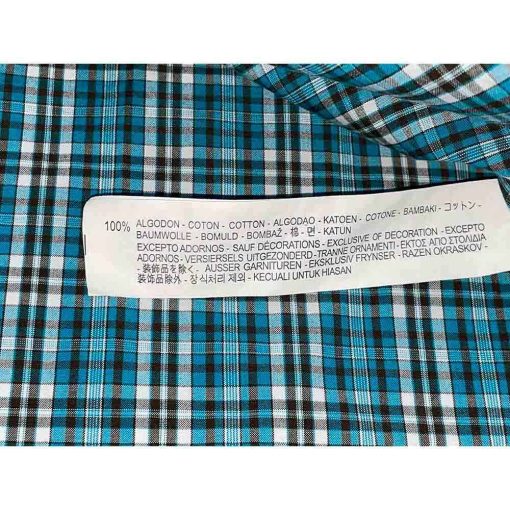 100% ALGODON - COTON - COTTON - ALGODAO - KATOEN - COTONE - BAMBAKI - コットン -
BAUMWOLLE - BOMULD - BOMBAŽ - 棉 - 면 - KATUN
EXCEPTO ADORNOS - SAUF DÉCORATIONS - EXCLUSIVE OF DECORATION - EXCEPTO
ADORNOS - VERSIERSELS UITGEZONDERD - TRANNE ORNAMENTI - ΕΚΤΟΣ ΑΠΟ ΣΤΟΛΙΔΙΑ
- 装飾品を除く - AUSSER GARNITUREN - EKSKLUSIV FRYNSER - RAZEN OKRASKOV -
装饰品除外 - 장식처리 제외 - KECUALI UNTUK HIASAN